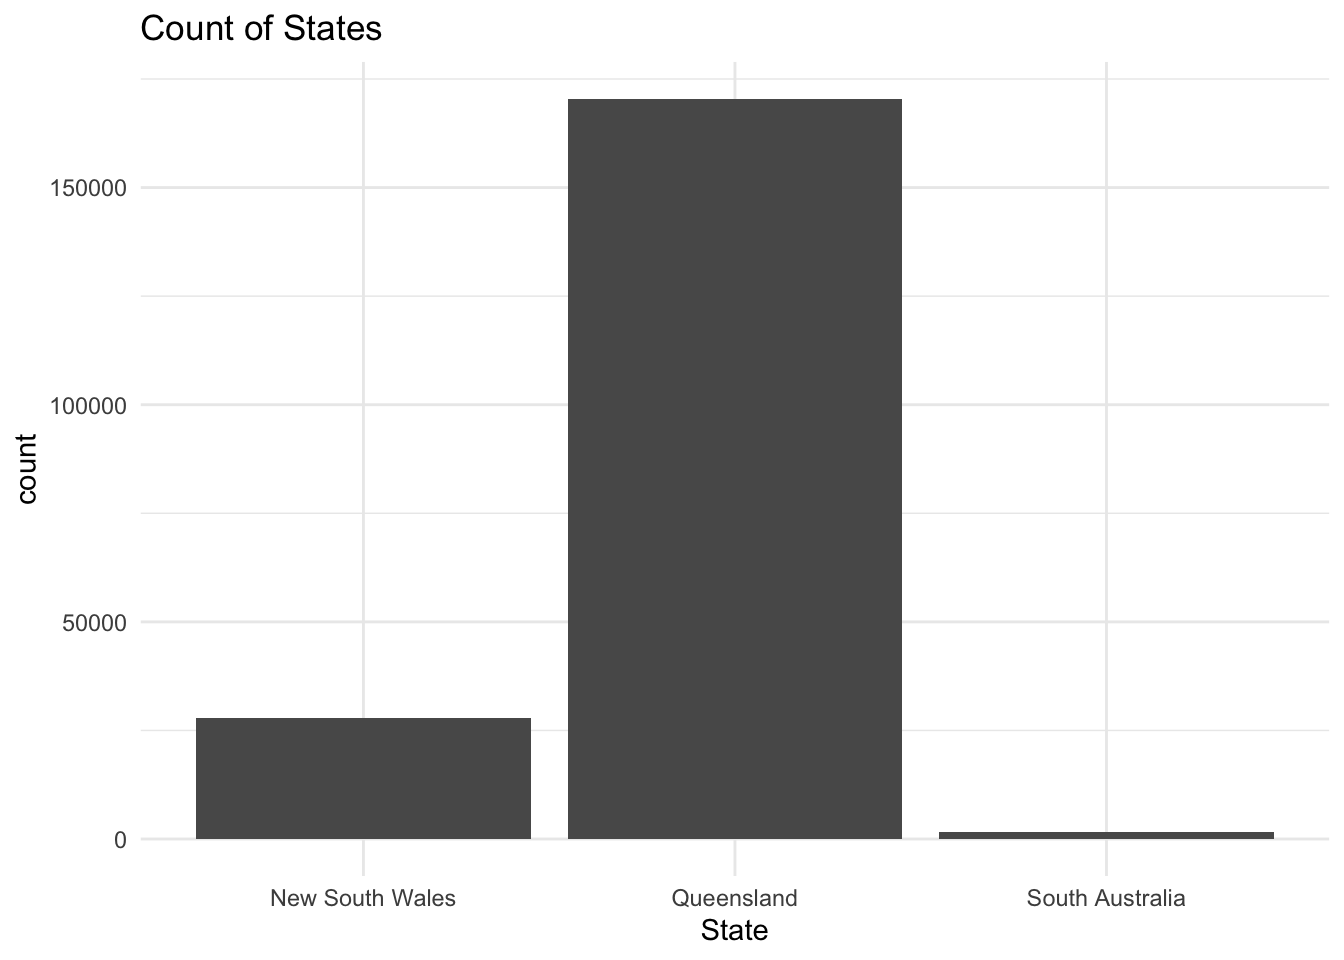 Count of States
150000
100000
50000
0
count
New South Wales
Queensland
South Australia
State